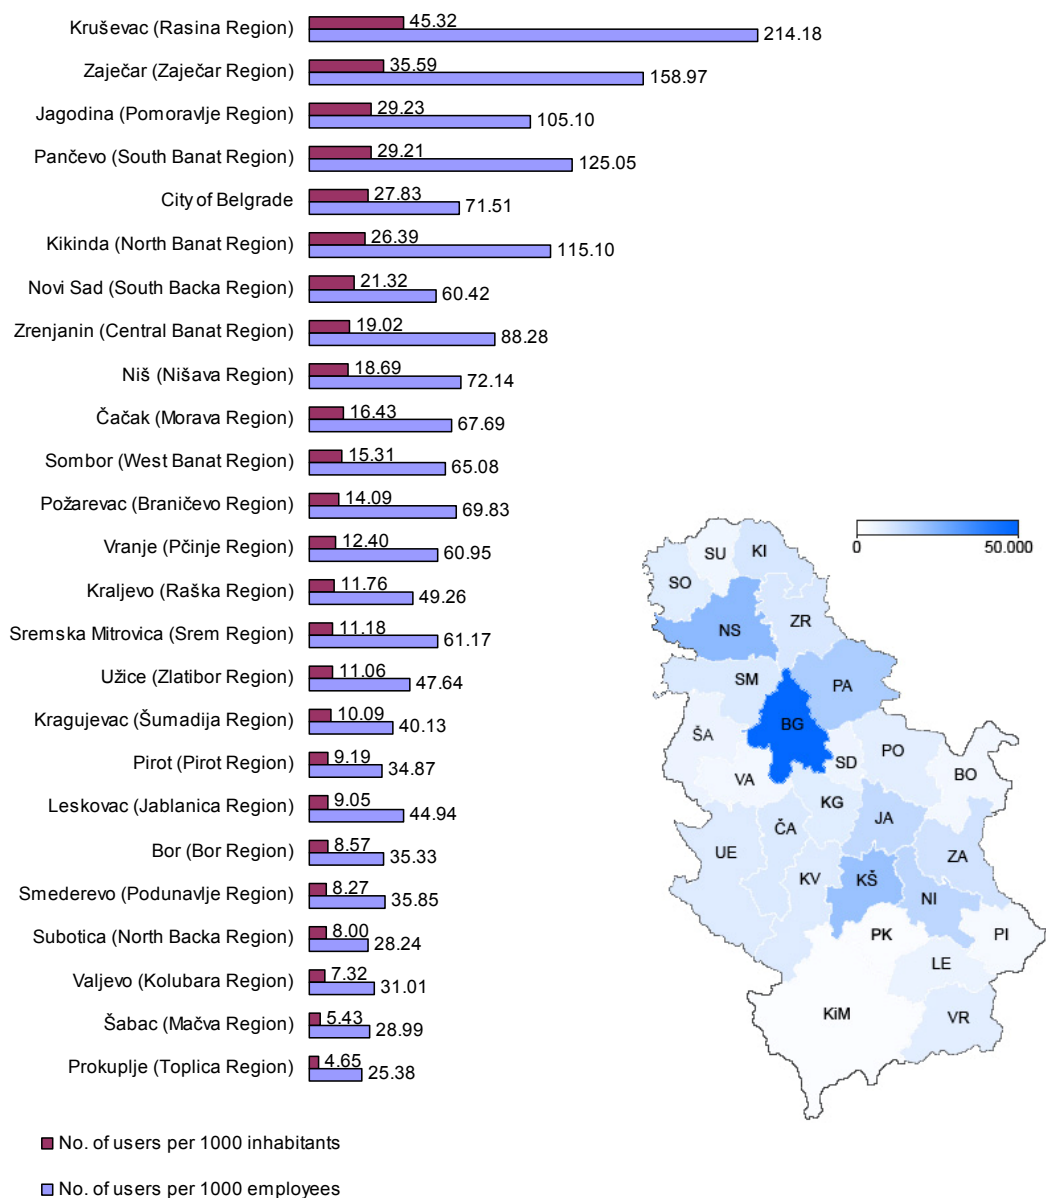 Kruševac (Rasina Region)
45.32
214.18
Zaječar (Zaječar Region)
35.59
158.97
Jagodina (Pomoravlje Region)
29.23
105.10
Pančevo (South Banat Region)
29.21
125.05
City of Belgrade
27.83
71.51
Kikinda (North Banat Region)
26.39
115.10
Novi Sad (South Backa Region)
21.32
60.42
Zrenjanin (Central Banat Region)
19.02
88.28
Niš (Nišava Region)
18.69
72.14
Čačak (Morava Region)
16.43
67.69
Sombor (West Banat Region)
15.31
65.08
Požarevac (Braničevo Region)
14.09
69.83
Vranje (Pčinje Region)
12.40
60.95
Kraljevo (Raška Region)
11.76
49.26
Sremska Mitrovica (Srem Region)
11.18
61.17
Užice (Zlatibor Region)
11.06
47.64
Kragujevac (Šumadija Region)
10.09
40.13
Pirot (Pirot Region)
9.19
34.87
Leskovac (Jablanica Region)
9.05
44.94
Bor (Bor Region)
8.57
35.33
Smederevo (Podunavlje Region)
8.27
35.85
Subotica (North Backa Region)
8.00
28.24
Valjevo (Kolubara Region)
7.32
31.01
Šabac (Mačva Region)
5.43
28.99
Prokuplje (Toplica Region)
4.65
25.38
No. of users per 1000 inhabitants
No. of users per 1000 employees
0
50.000
SU
KI
SO
NS
ZR
SM
PA
BG
ŠA
SD
PO
VA
BO
KG
JA
ČA
UE
ZA
KV
KŠ
NI
PK
PI
LE
KiM
VR